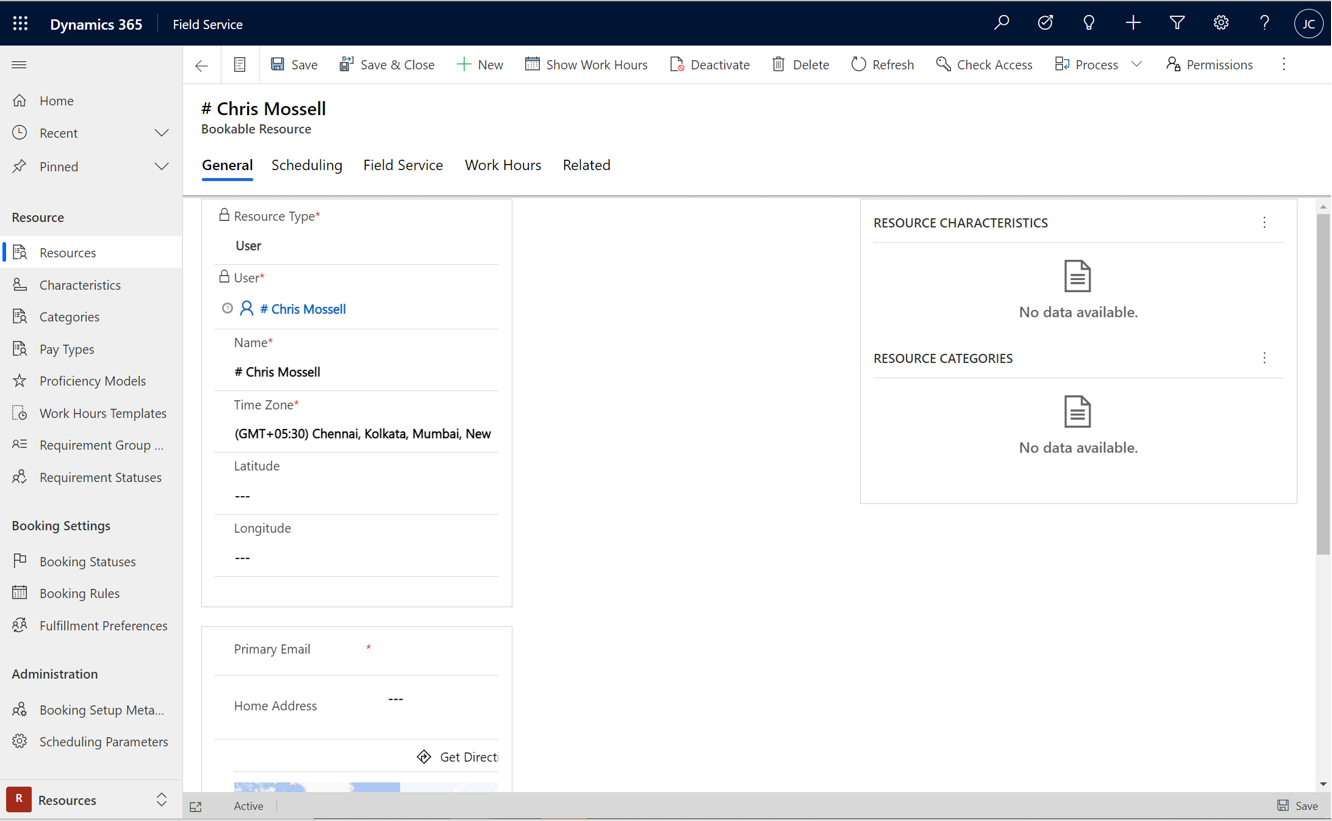 Dynamics 365 Field Service JC
Save Save & Close New Show Work Hours Deactivate Delete Refresh Check Access Process Permissions
# Chris Mossell
Bookable Resource
General Scheduling Field Service Work Hours Related
Home
Recent
Pinned
Resource
Resources
Characteristics
Categories
Pay Types
Proficiency Models
Work Hours Templates
Requirement Group ...
Requirement Statuses
Booking Settings
Booking Statuses
Booking Rules
Fulfillment Preferences
Administration
Booking Setup Meta...
Scheduling Parameters
R Resources
Resource Type*
User
User*
# Chris Mossell
Name*
# Chris Mossell
Time Zone*
(GMT+05:30) Chennai, Kolkata, Mumbai, New
Latitude
---
Longitude
---
Primary Email *
Home Address ---
Get Directi
RESOURCE CHARACTERISTICS
No data available.
RESOURCE CATEGORIES
No data available.
Active Save